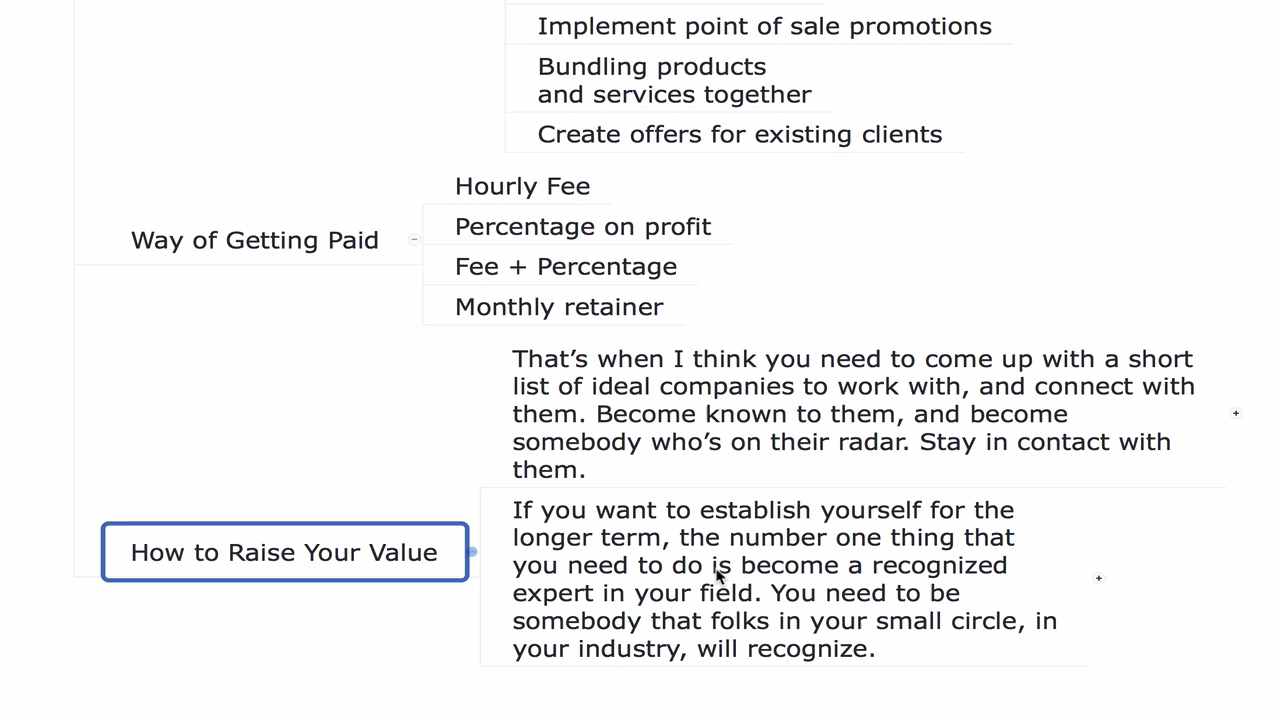 Implement point of sale promotions
Bundling products
and services together
Create offers for existing clients
Way of Getting Paid
Hourly Fee
Percentage on profit
Fee + Percentage
Monthly retainer
How to Raise Your Value
That’s when I think you need to come up with a short
list of ideal companies to work with, and connect with
them. Become known to them, and become
somebody who’s on their radar. Stay in contact with
them.
If you want to establish yourself for the
longer term, the number one thing that
you need to do is become a recognized
expert in your field. You need to be
somebody that folks in your small circle, in
your industry, will recognize.